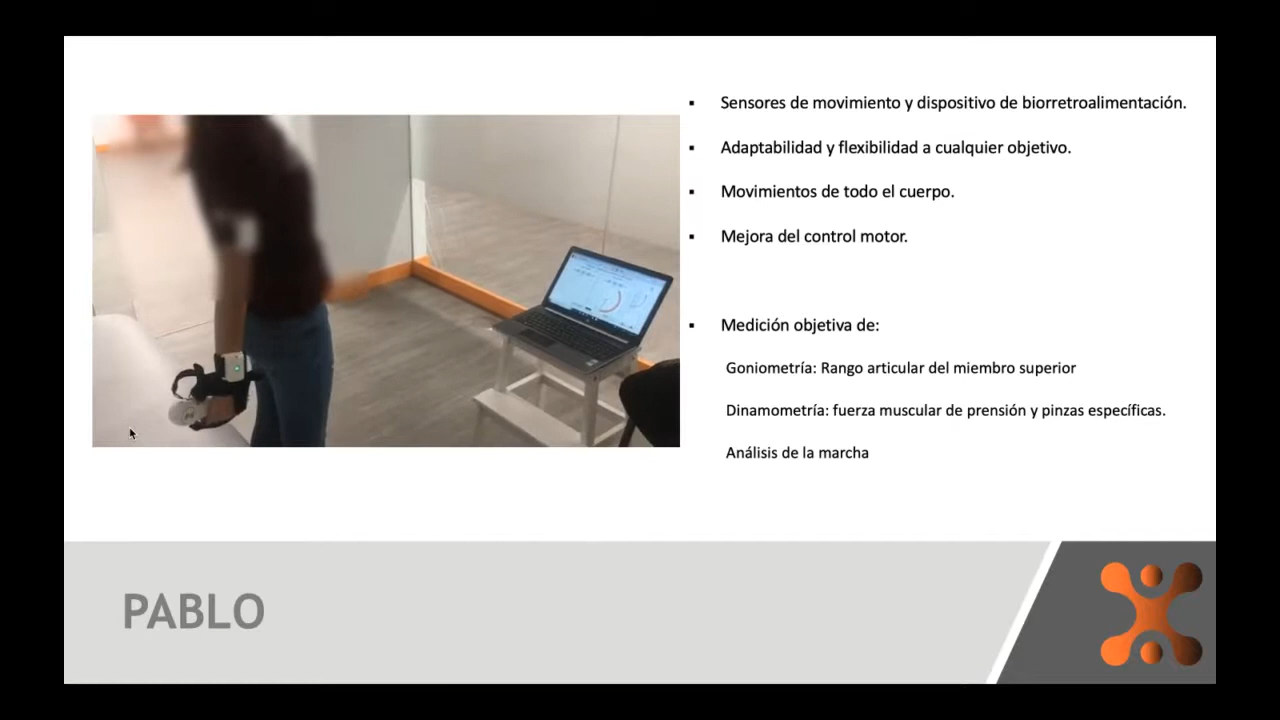 Sensores de movimiento y dispositivo de biorretroalimentación.
Adaptabilidad y flexibilidad a cualquier objetivo.
Movimientos de todo el cuerpo.
Mejora del control motor.
Medición objetiva de:
Goniometría: Rango articular del miembro superior
Dinamometría: fuerza muscular de prensión y pinzas específicas.
Análisis de la marcha
PABLO